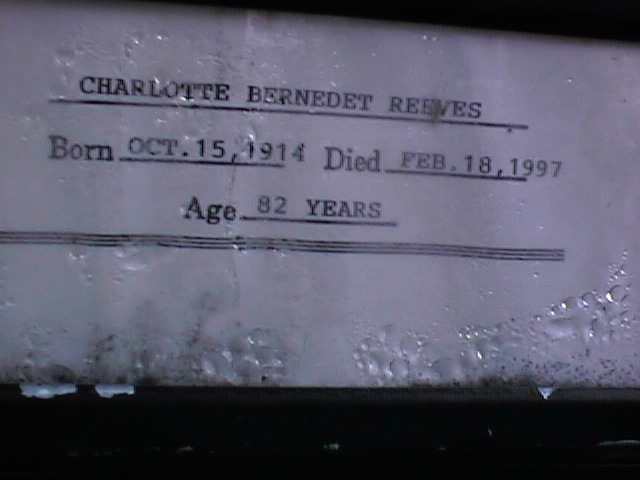 CHARLOTTE BERNEDET REEVES
Born OCT.15,1914 Died FEB.18,1997
Age 82 YEARS